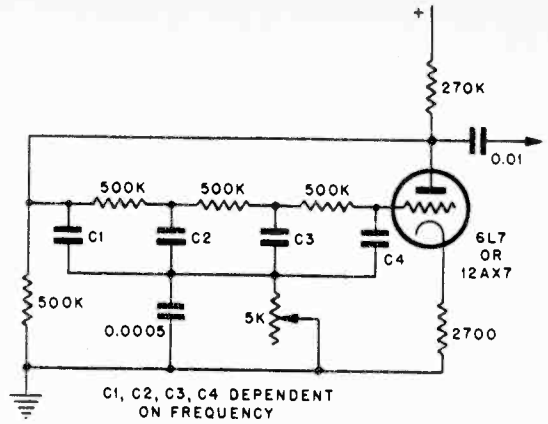 +
270K
0.01
500K
500K
500K
C1
C2
C3
C4
6L7
OR
12AX7
500K
0.0005
5K
2700
C1, C2, C3, C4 DEPENDENT
ON FREQUENCY